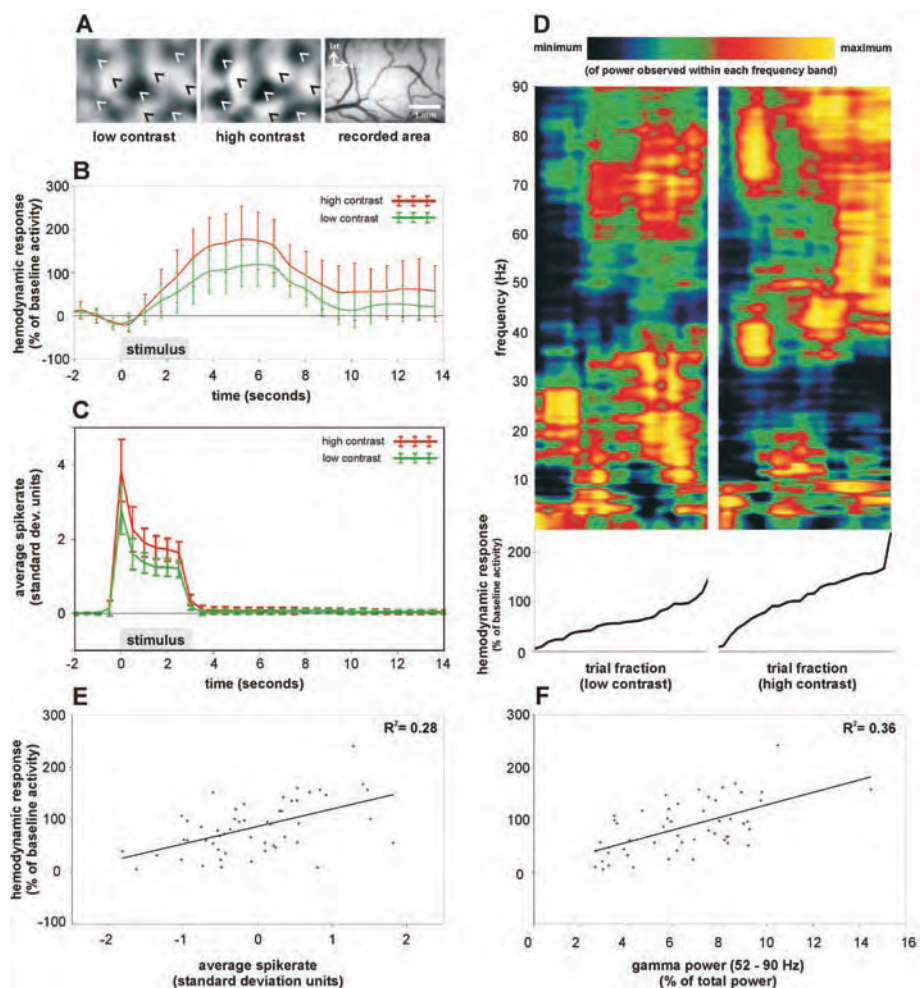 A
lat
low contrast
high contrast
recorded area
1 mm
B
hemodynamic response
(% of baseline activity)
300
200
100
0
-100
high contrast
low contrast
stimulus
-2 0 2 4 6 8 10 12 14
time (seconds)
C
average spikerate
(standard dev. units)
4
2
0
high contrast
low contrast
stimulus
-2 0 2 4 6 8 10 12 14
time (seconds)
D
minimum
maximum
(of power observed within each frequency band)
frequency (Hz)
90
80
70
60
50
40
30
20
10
hemodynamic response
(% of baseline activity)
200
100
0
trial fraction
(low contrast)
trial fraction
(high contrast)
E
hemodynamic response
(% of baseline activity)
300
200
100
0
-100
R²= 0.28
-2 -1 0 1 2
average spikerate
(standard deviation units)
F
300
200
100
0
-100
R²= 0.36
0 2 4 6 8 10 12 14 16
gamma power (52 - 90 Hz)
(% of total power)